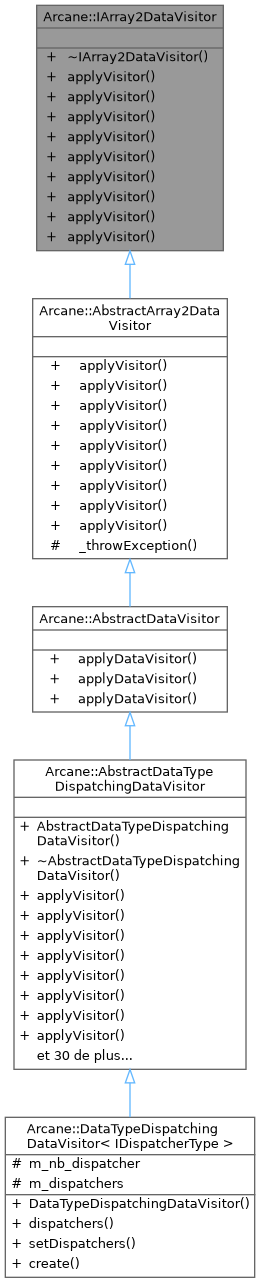 Arcane::IArray2DataVisitor
+ ~IArray2DataVisitor()
+ applyVisitor()
+ applyVisitor()
+ applyVisitor()
+ applyVisitor()
+ applyVisitor()
+ applyVisitor()
+ applyVisitor()
+ applyVisitor()
+ applyVisitor()
Arcane::AbstractArray2Data
Visitor
+ applyVisitor()
+ applyVisitor()
+ applyVisitor()
+ applyVisitor()
+ applyVisitor()
+ applyVisitor()
+ applyVisitor()
+ applyVisitor()
+ applyVisitor()
# _throwException()
Arcane::AbstractDataVisitor
+ applyDataVisitor()
+ applyDataVisitor()
+ applyDataVisitor()
Arcane::AbstractDataType
DispatchingDataVisitor
+ AbstractDataTypeDispatching
DataVisitor()
+ ~AbstractDataTypeDispatching
DataVisitor()
+ applyVisitor()
+ applyVisitor()
+ applyVisitor()
+ applyVisitor()
+ applyVisitor()
+ applyVisitor()
+ applyVisitor()
+ applyVisitor()
et 30 de plus...
Arcane::DataTypeDispatching
DataVisitor< IDispatcherType >
# m_nb_dispatcher
# m_dispatchers
+ DataTypeDispatchingDataVisitor()
+ dispatchers()
+ setDispatchers()
+ create()